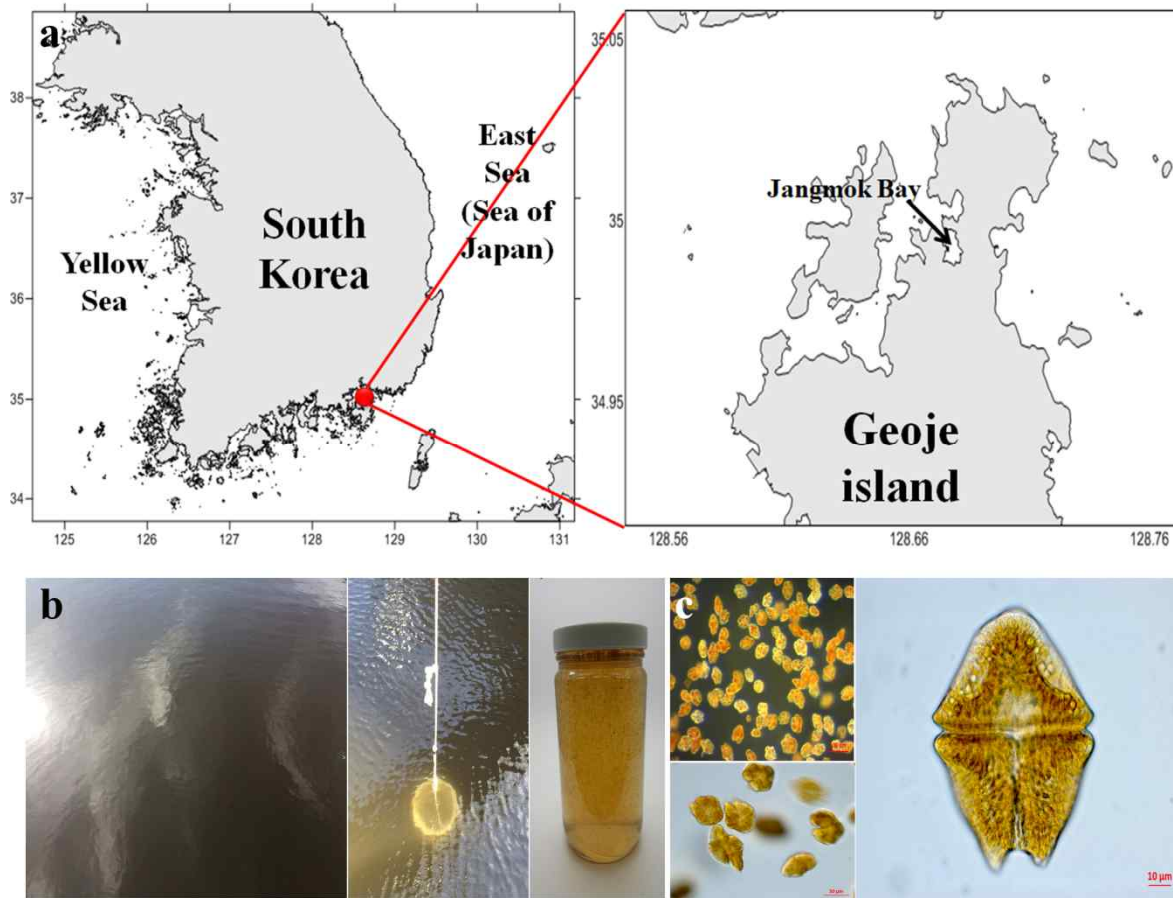 a
38
37
36
35
34
125
126
127
128
129
130
131
South
Korea
Yellow
Sea
East
Sea
(Sea of
Japan)
35.05
35
34.95
128.56
128.66
128.76
Jangmok Bay
Geoje
island
b
c
10 μm